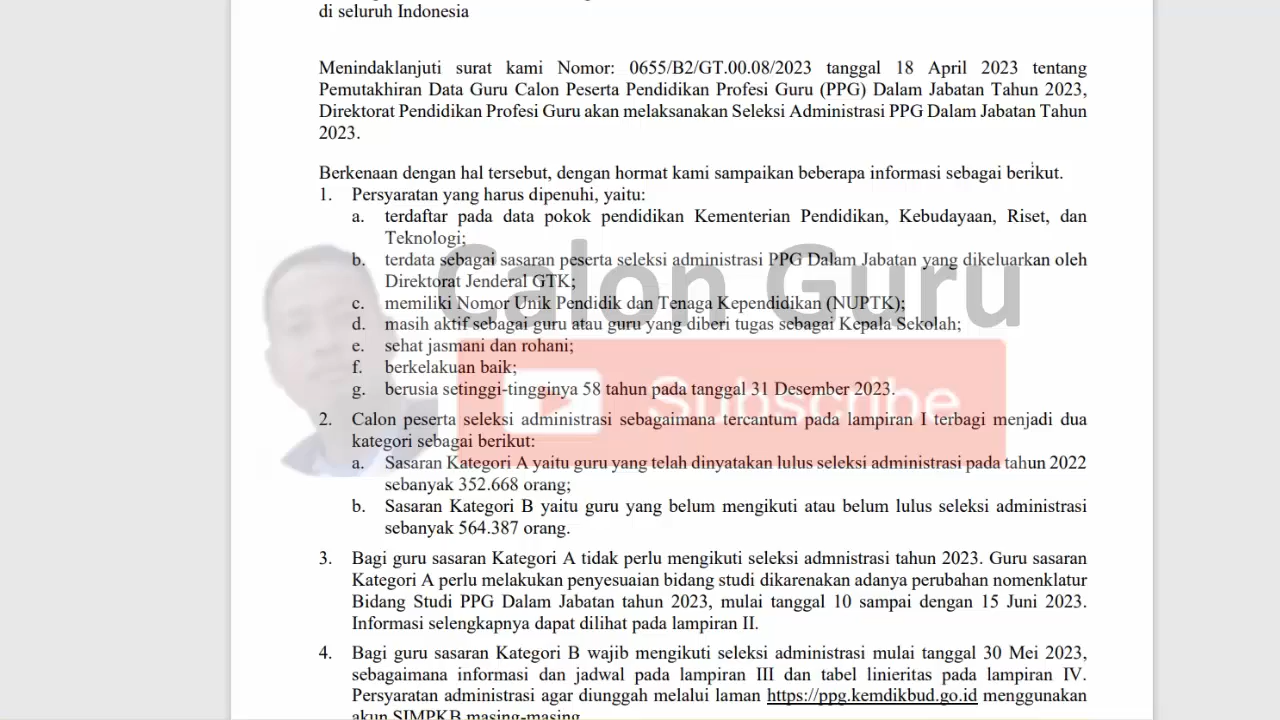 di seluruh Indonesia
Menindaklanjuti surat kami Nomor: 0655/B2/GT.00.08/2023 tanggal 18 April 2023 tentang
Pemutakhiran Data Guru Calon Peserta Pendidikan Profesi Guru (PPG) Dalam Jabatan Tahun 2023,
Direktorat Pendidikan Profesi Guru akan melaksanakan Seleksi Administrasi PPG Dalam Jabatan Tahun
2023.
Berkenaan dengan hal tersebut, dengan hormat kami sampaikan beberapa informasi sebagai berikut.
1. Persyaratan yang harus dipenuhi, yaitu:
a. terdaftar pada data pokok pendidikan Kementerian Pendidikan, Kebudayaan, Riset, dan
Teknologi;
b. terdata sebagai sasaran peserta seleksi administrasi PPG Dalam Jabatan yang dikeluarkan oleh
Direktorat Jenderal GTK;
c. memiliki Nomor Unik Pendidik dan Tenaga Kependidikan (NUPTK);
d. masih aktif sebagai guru atau guru yang diberi tugas sebagai Kepala Sekolah;
e. sehat jasmani dan rohani;
f. berkelakuan baik;
g. berusia setinggi-tingginya 58 tahun pada tanggal 31 Desember 2023.
Calon Guru
Subscribe
2. Calon peserta seleksi administrasi sebagaimana tercantum pada lampiran I terbagi menjadi dua
kategori sebagai berikut:
a. Sasaran Kategori A yaitu guru yang telah dinyatakan lulus seleksi administrasi pada tahun 2022
sebanyak 352.668 orang;
b. Sasaran Kategori B yaitu guru yang belum mengikuti atau belum lulus seleksi administrasi
sebanyak 564.387 orang.
3. Bagi guru sasaran Kategori A tidak perlu mengikuti seleksi admnistrasi tahun 2023. Guru sasaran
Kategori A perlu melakukan penyesuaian bidang studi dikarenakan adanya perubahan nomenklatur
Bidang Studi PPG Dalam Jabatan tahun 2023, mulai tanggal 10 sampai dengan 15 Juni 2023.
Informasi selengkapnya dapat dilihat pada lampiran II.
4. Bagi guru sasaran Kategori B wajib mengikuti seleksi administrasi mulai tanggal 30 Mei 2023,
sebagaimana informasi dan jadwal pada lampiran III dan tabel linieritas pada lampiran IV.
Persyaratan administrasi agar diunggah melalui laman https://ppg.kemdikbud.go.id menggunakan
akun SIMPKB masing-masing